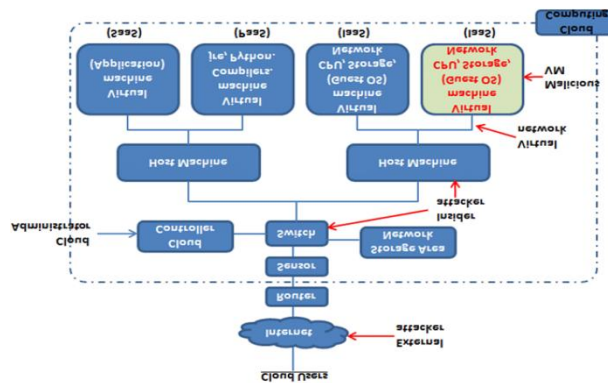 Cloud Users
Internet
External
attacker
Router
Sensor
Cloud
Administrator
Cloud
Controller
Switch
Storage Area
Network
Insider
attacker
Host Machine
Host Machine
Virtual
network
Virtual
machine
(Application)
(SaaS)
Virtual
machine
Compilers,
jre, Python.
(PaaS)
Virtual
machine
(Guest OS)
CPU, Storage,
Network
(IaaS)
Virtual
machine
(Guest OS)
CPU, Storage,
Network
(IaaS)
Malicious
VM
Cloud
Computing